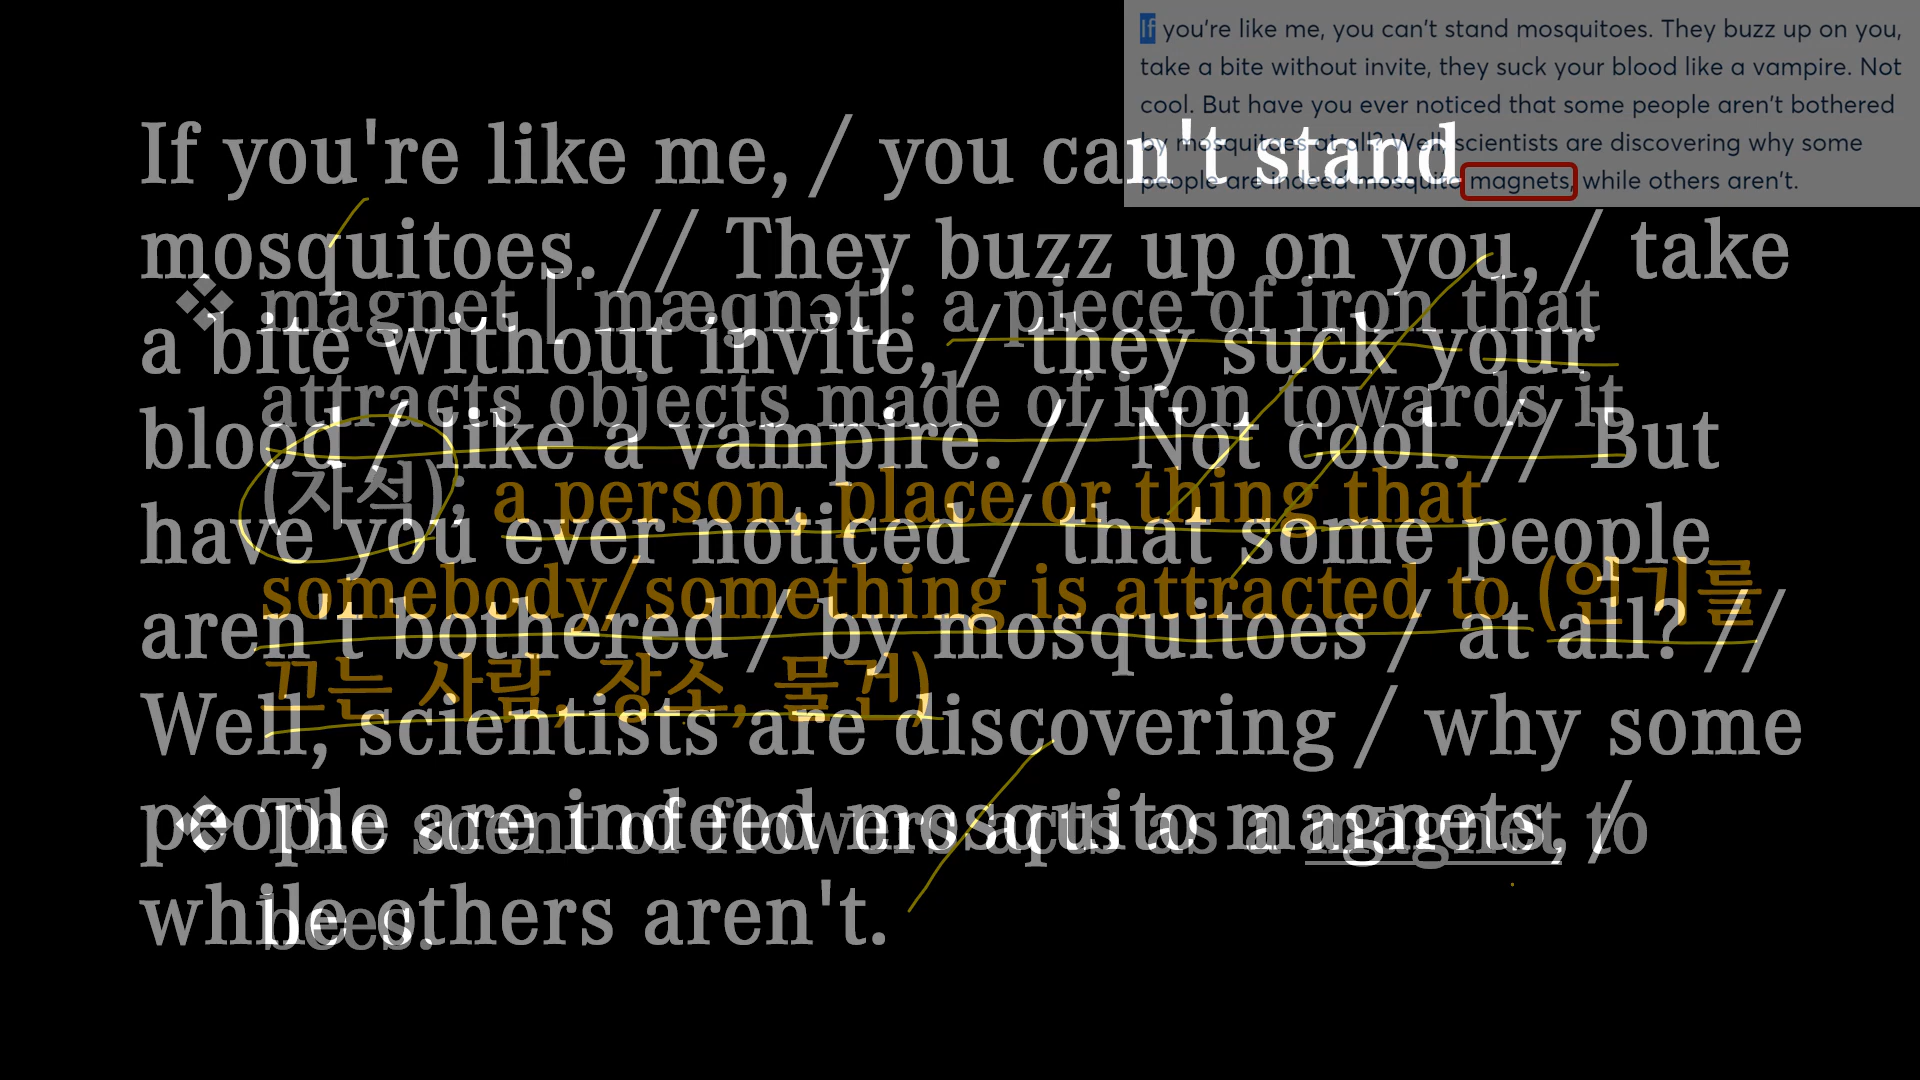 If you're like me, you can't stand mosquitoes. They buzz up on you,
take a bite without invite, they suck your blood like a vampire. Not
cool. But have you ever noticed that some people aren't bothered
by mosquitoes at all? Well, scientists are discovering why some
people are indeed mosquito magnets, while others aren't.
If you're like me, / you can't stand
mosquitoes. // They buzz up on you, / take
a bite without invite, / they suck your
blood / like a vampire. // Not cool. // But
have you ever noticed / that some people
aren't bothered / by mosquitoes / at all? //
Well, scientists are discovering / why some
people are indeed mosquito magnets, /
while others aren't.
❖ magnet [ˈmæɡnət]: a piece of iron that
attracts objects made of iron towards it
(자석); a person, place or thing that
somebody/something is attracted to (인기를
끄는 사람, 장소, 물건)
❖ The scent of flowers acts as a magnet to
bees.